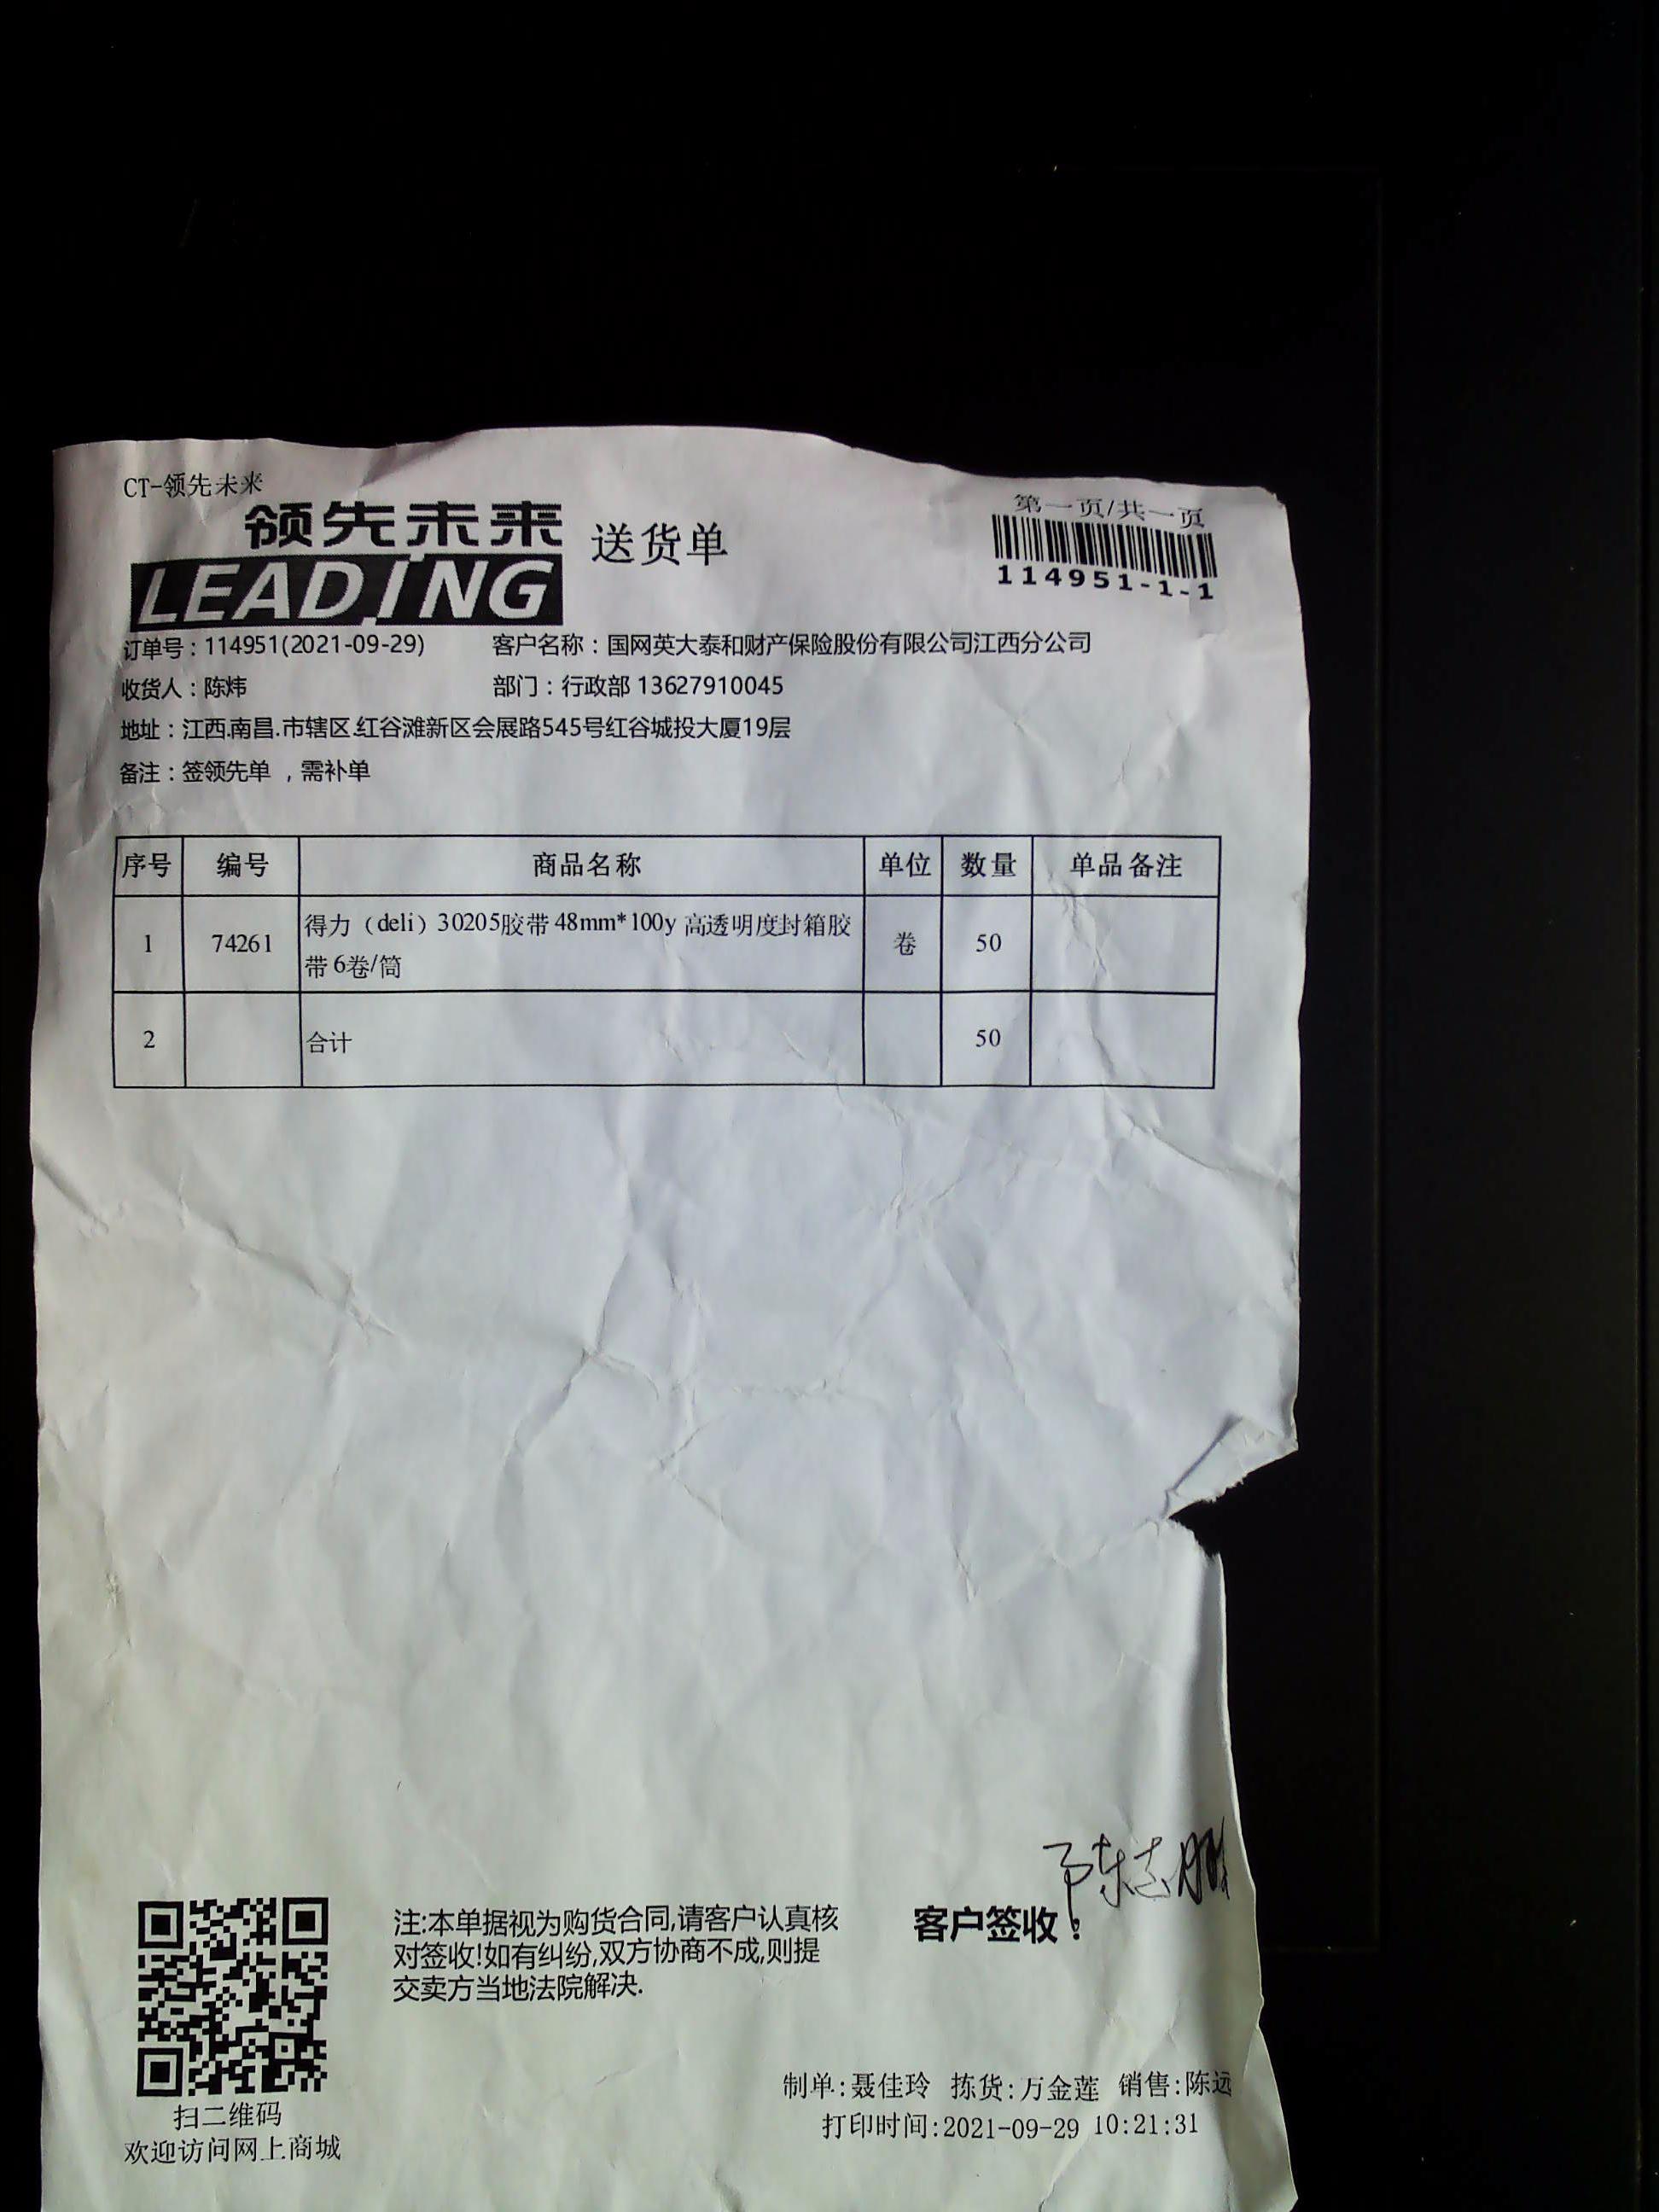 CT-领先未来
领先未来
LEADING
送货单
第一页/共一页
114951-1-1
订单号：114951(2021-09-29) 客户名称：国网英大泰和财产保险股份有限公司江西分公司
收货人：陈炜 部门：行政部 13627910045
地址：江西.南昌.市辖区.红谷滩新区会展路545号红谷城投大厦19层
备注：签领先单 ，需补单
序号 编号 商品名称 单位 数量 单品备注
1 74261 得力（deli）30205胶带 48mm*100y 高透明度封箱胶
带 6卷/筒 卷 50
2 合计 50
陈志鹏
客户签收：
注:本单据视为购货合同,请客户认真核
对签收!如有纠纷,双方协商不成,则提
交卖方当地法院解决.
扫二维码
欢迎访问网上商城
制单:聂佳玲 拣货:万金莲 销售:陈远
打印时间:2021-09-29 10:21:31